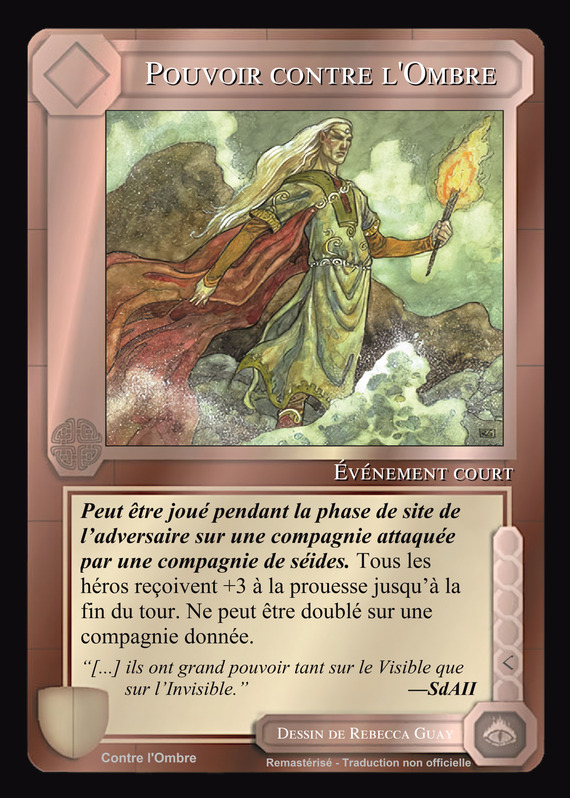 Pouvoir contre l'Ombre
Événement court
Peut être joué pendant la phase de site de
l'adversaire sur une compagnie attaquée
par une compagnie de séides. Tous les
héros reçoivent +3 à la prouesse jusqu'à la
fin du tour. Ne peut être doublé sur une
compagnie donnée.
“[...] ils ont grand pouvoir tant sur le Visible que
sur l'Invisible.” —SdAII
Dessin de Rebecca Guay
Contre l'Ombre
Remastérisé - Traduction non officielle